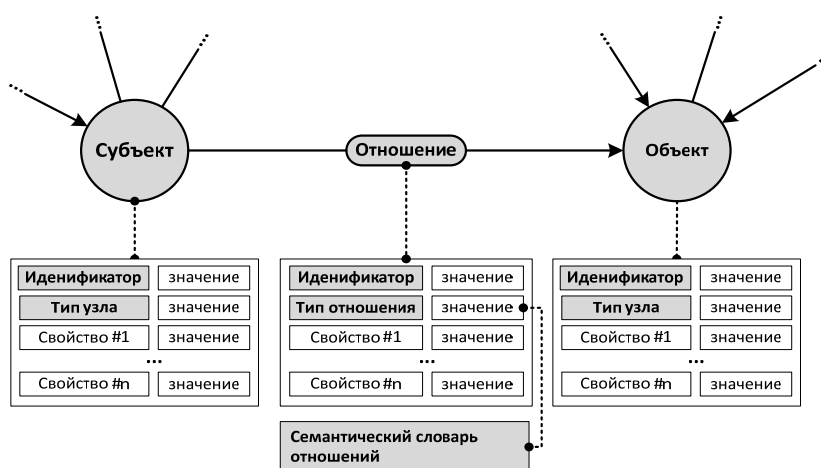 Субъект
Отношение
Объект
Иденификатор значение
Тип узла значение
Свойство #1 значение
...
Свойство #n значение
Иденификатор значение
Тип отношения значение
Свойство #1 значение
...
Свойство #n значение
Иденификатор значение
Тип узла значение
Свойство #1 значение
...
Свойство #n значение
Семантический словарь
отношений